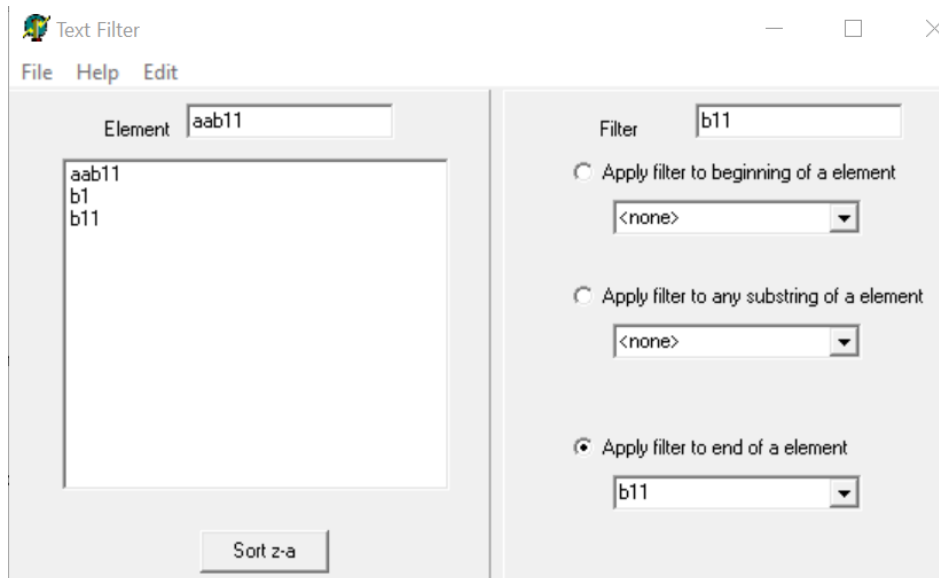 Text Filter
File Help Edit
Element aab11
aab11
b1
b11
Sort z-a
Filter b11
Apply filter to beginning of a element
<none>
Apply filter to any substring of a element
<none>
Apply filter to end of a element
b11